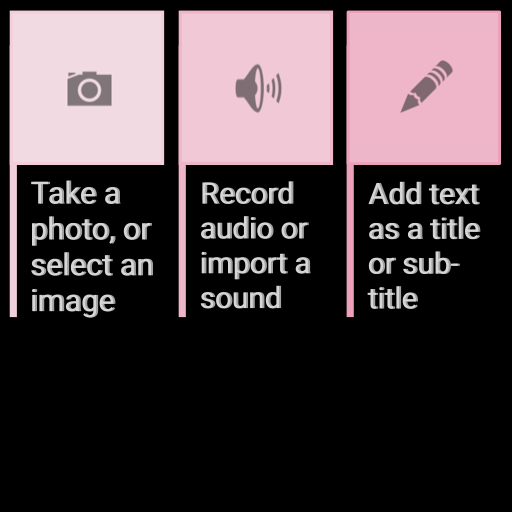 Take a
photo, or
select an
image
Record
audio or
import a
sound
Add text
as a title
or sub-
title